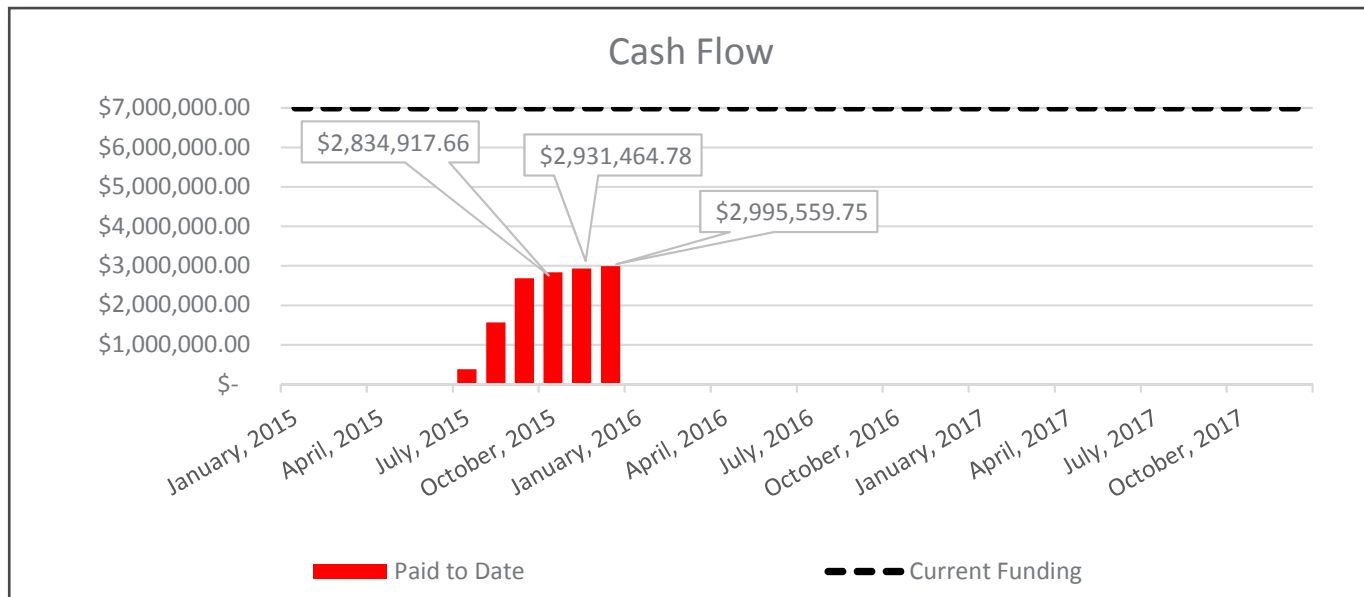 Cash Flow
$7,000,000.00
$6,000,000.00
$5,000,000.00
$4,000,000.00
$3,000,000.00
$2,000,000.00
$1,000,000.00
$-
$2,834,917.66
$2,931,464.78
$2,995,559.75
January, 2015
April, 2015
July, 2015
October, 2015
January, 2016
April, 2016
July, 2016
October, 2016
January, 2017
April, 2017
July, 2017
October, 2017
Paid to Date
Current Funding